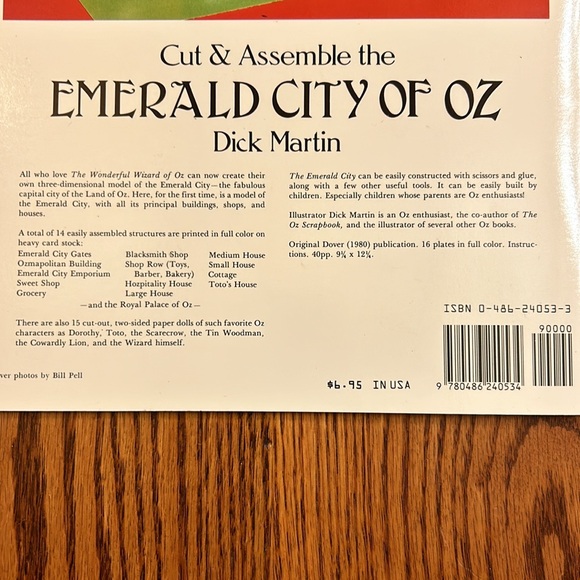 Cut & Assemble the
EMERALD CITY OF OZ
Dick Martin
All who love The Wonderful Wizard of Oz can now create their
own three-dimensional model of the Emerald City—the fabulous
capital city of the Land of Oz. Here, for the first time, is a model of
the Emerald City, with all its principal buildings, shops, and
houses.
A total of 14 easily assembled structures are printed in full color on
heavy card stock:
Emerald City Gates
Ozmapolitan Building
Emerald City Emporium
Sweet Shop
Grocery
Blacksmith Shop
Shop Row (Toys,
Barber, Bakery)
Hozpitality House
Large House
Medium House
Small House
Cottage
Toto's House
—and the Royal Palace of Oz—
There are also 15 cut-out, two-sided paper dolls of such favorite Oz
characters as Dorothy, Toto, the Scarecrow, the Tin Woodman,
the Cowardly Lion, and the Wizard himself.
The Emerald City can be easily constructed with scissors and glue,
along with a few other useful tools. It can be easily built by
children. Especially children whose parents are Oz enthusiasts!
Illustrator Dick Martin is an Oz enthusiast, the co-author of The
Oz Scrapbook, and the illustrator of several other Oz books.
Original Dover (1980) publication. 16 plates in full color. Instruc-
tions. 40pp. 9¼ x 12¼.
ver photos by Bill Pell
$6.95 IN USA
ISBN 0-486-24053-3
90000
9 780486 240534